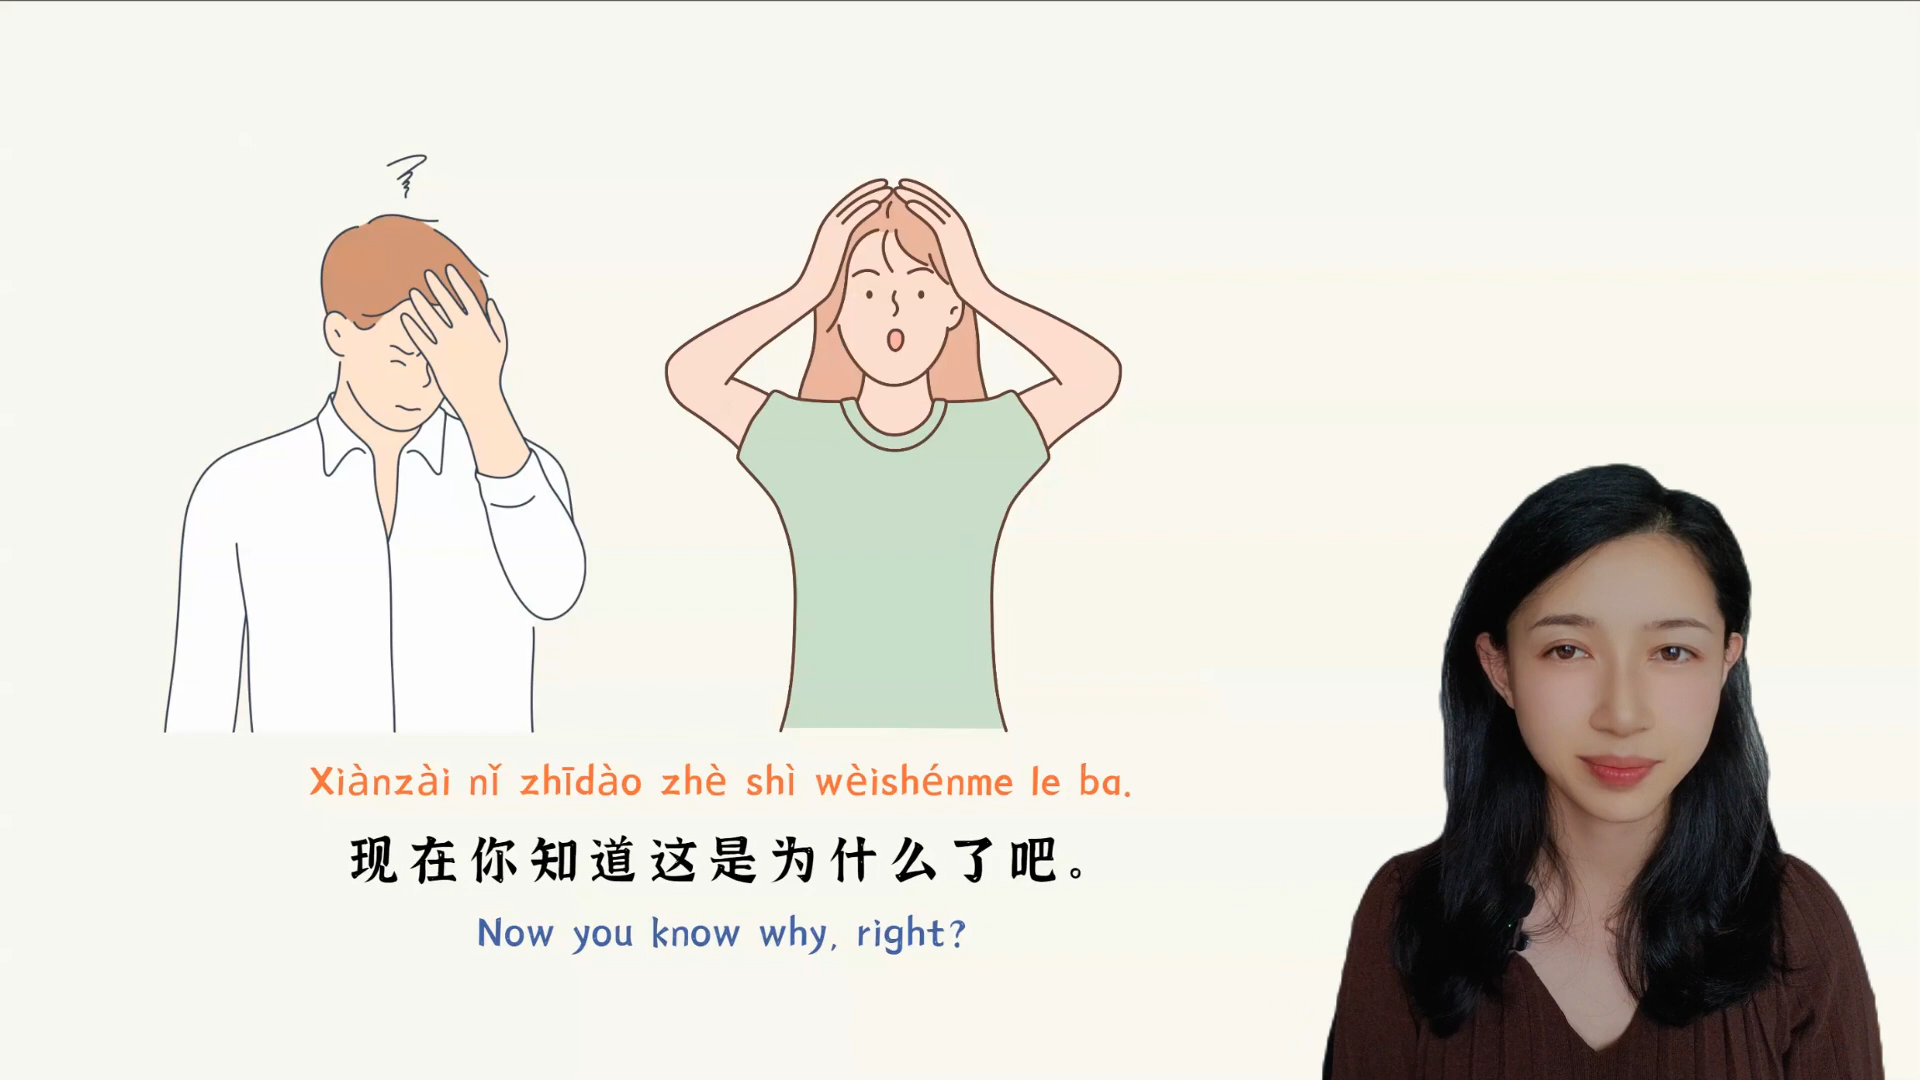 Xiànzài nǐ zhīdào zhè shì wèishénme le ba.
现在你知道这是为什么了吧。
Now you know why, right?